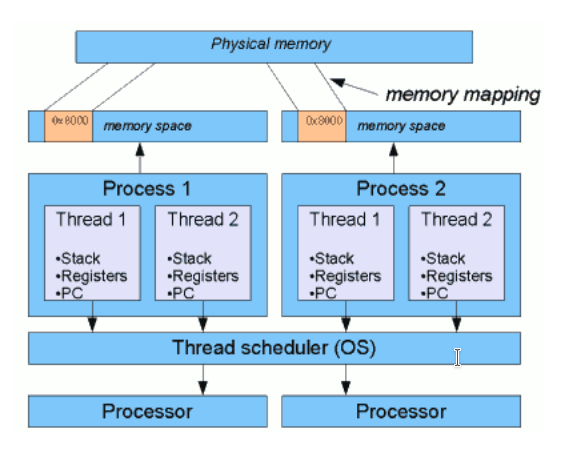 Physical memory
memory mapping
0x8000 memory space
0x8000 memory space
Process 1
Process 2
Thread 1
Thread 2
Thread 1
Thread 2
•Stack
•Registers
•PC
•Stack
•Registers
•PC
•Stack
•Registers
•PC
•Stack
•Registers
•PC
Thread scheduler (OS)
Processor
Processor